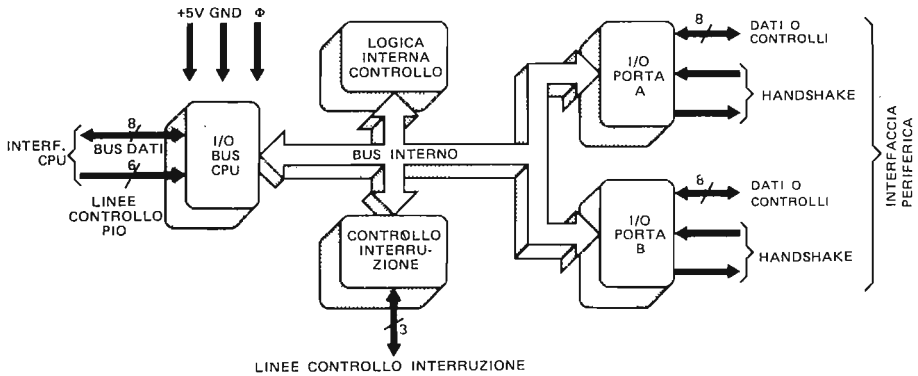 +5V GND Φ
LOGICA
INTERNA
CONTROLLO
I/O
PORTA
A
8
DATI O
CONTROLLI
HANDSHAKE
INTERF.
CPU
8
BUS DATI
6
LINEE
CONTROLLO
PIO
I/O
BUS
CPU
BUS INTERNO
CONTROLLO
INTERRU-
ZIONE
3
LINEE CONTROLLO INTERRUZIONE
I/O
PORTA
B
8
DATI O
CONTROLLI
HANDSHAKE
INTERFACCIA
PERIFERICA